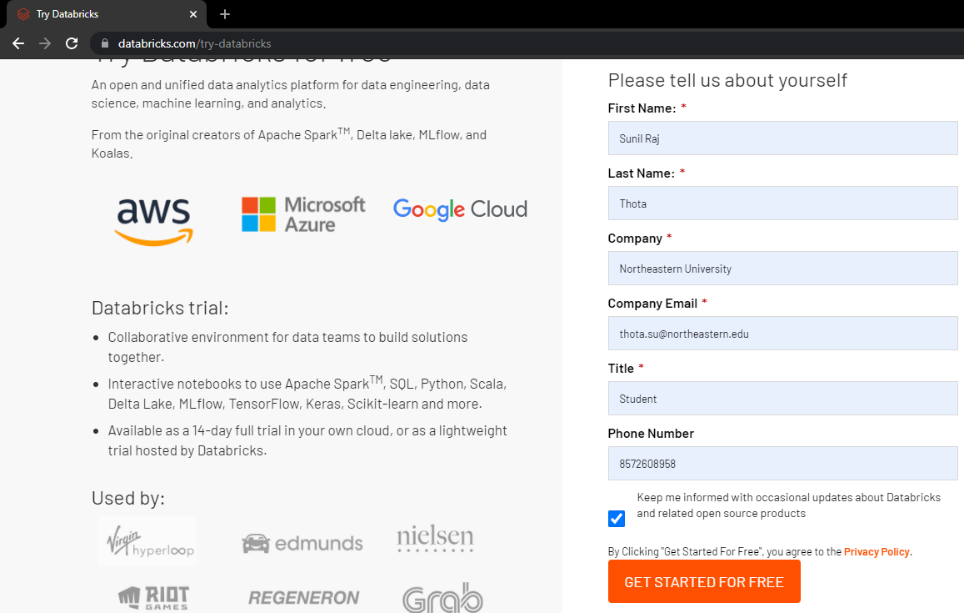 Try Databricks
databricks.com/try-databricks
Try Databricks for free
An open and unified data analytics platform for data engineering, data
science, machine learning, and analytics.
From the original creators of Apache Spark™, Delta lake, MLflow, and
Koalas.
aws
Microsoft
Azure
Google Cloud
Databricks trial:
Collaborative environment for data teams to build solutions
together.
Interactive notebooks to use Apache Spark™, SQL, Python, Scala,
Delta Lake, MLflow, TensorFlow, Keras, Scikit-learn and more.
Available as a 14-day full trial in your own cloud, or as a lightweight
trial hosted by Databricks.
Used by:
Virgin hyperloop
edmunds
nielsen
RIOT
GAMES
REGENERON
Grab
Please tell us about yourself
First Name: *
Sunil Raj
Last Name: *
Thota
Company *
Northeastern University
Company Email *
thota.su@northeastern.edu
Title *
Student
Phone Number
8572608958
Keep me informed with occasional updates about Databricks
and related open source products
By Clicking "Get Started For Free", you agree to the Privacy Policy.
GET STARTED FOR FREE